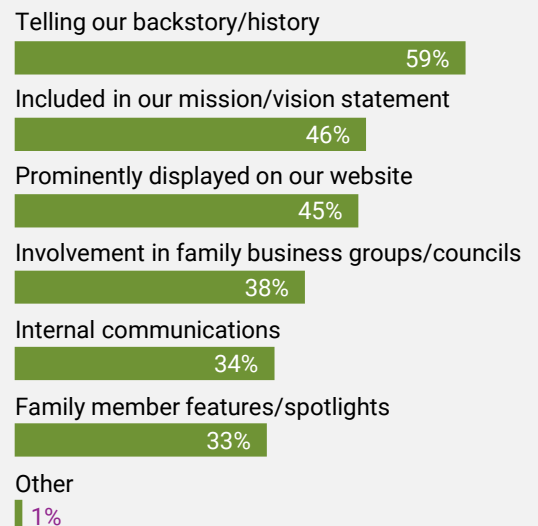 Telling our backstory/history
59%
Included in our mission/vision statement
46%
Prominently displayed on our website
45%
Involvement in family business groups/councils
38%
Internal communications
34%
Family member features/spotlights
33%
Other
1%